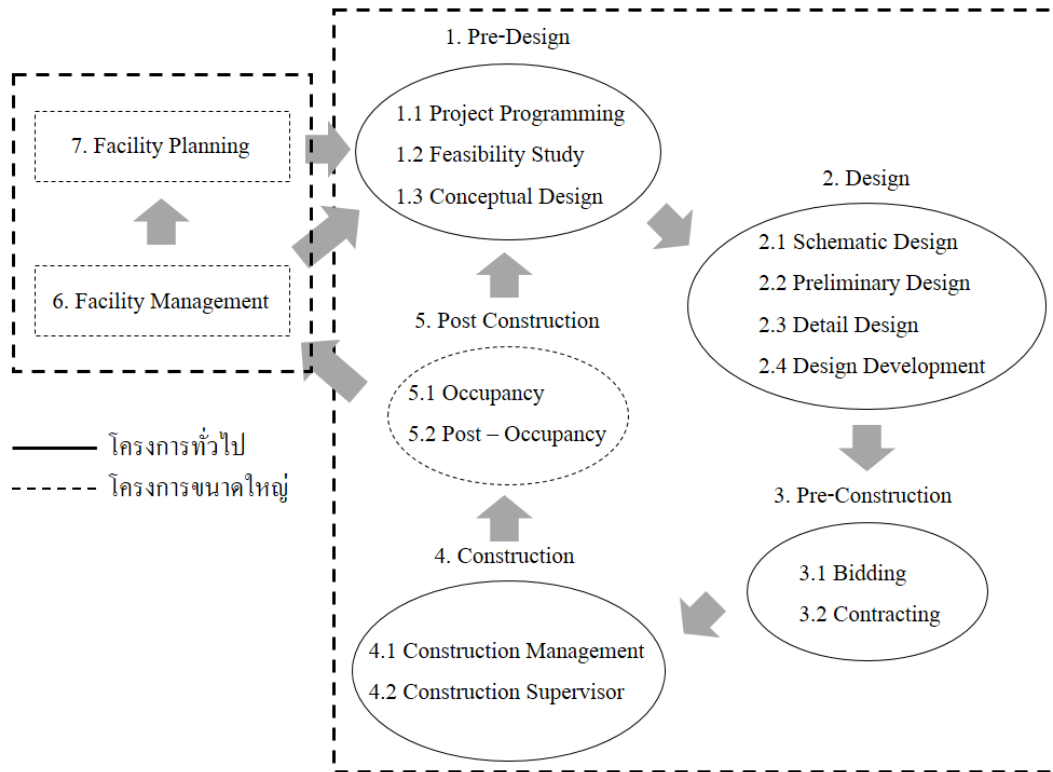 1. Pre-Design
1.1 Project Programming
1.2 Feasibility Study
1.3 Conceptual Design
7. Facility Planning
6. Facility Management
2. Design
2.1 Schematic Design
2.2 Preliminary Design
2.3 Detail Design
2.4 Design Development
5. Post Construction
5.1 Occupancy
5.2 Post – Occupancy
โครงการทั่วไป
โครงการขนาดใหญ่
3. Pre-Construction
3.1 Bidding
3.2 Contracting
4. Construction
4.1 Construction Management
4.2 Construction Supervisor